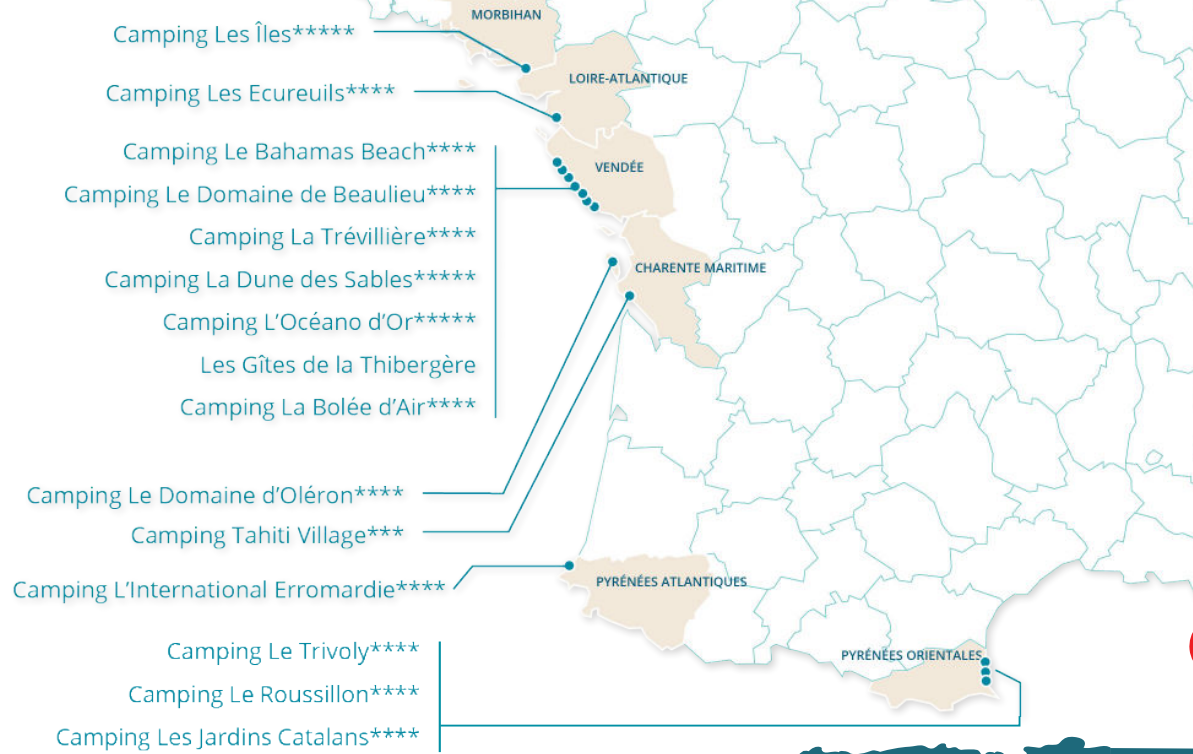 MORBIHAN
Camping Les Îles*****
LOIRE-ATLANTIQUE
Camping Les Ecureuils****
Camping Le Bahamas Beach****
VENDÉE
Camping Le Domaine de Beaulieu****
Camping La Trévillière****
CHARENTE MARITIME
Camping La Dune des Sables*****
Camping L’Océano d’Or*****
Les Gîtes de la Thibergère
Camping La Bolée d’Air****
Camping Le Domaine d’Oléron****
Camping Tahiti Village***
Camping L’International Erromardie****
PYRÉNÉES ATLANTIQUES
Camping Le Trivoly****
PYRÉNÉES ORIENTALES
Camping Le Roussillon****
Camping Les Jardins Catalans****